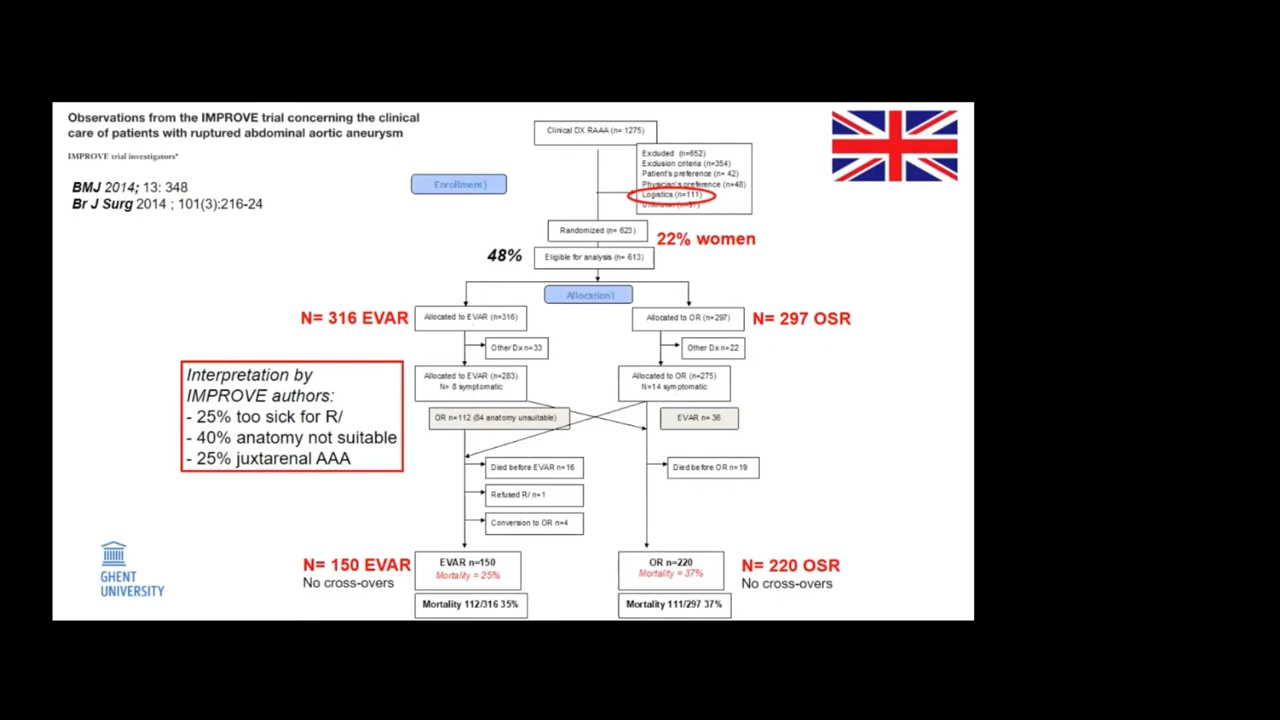 Observations from the IMPROVE trial concerning the clinical
care of patients with ruptured abdominal aortic aneurysm
IMPROVE trial investigators*
BMJ 2014; 13: 348
Br J Surg 2014 ; 101(3):216-24
Clinical DX RAAA (n= 1275)
Excluded (n=652)
Exclusion criteria (n=354)
Patient's preference (n= 42)
Physician's preference (n=48)
Logistics (n=111)
Unknown (n=97)
Enrollment)
Randomized (n= 623)
22% women
48%
Eligible for analysis (n= 613)
Allocation)
N= 316 EVAR
Allocated to EVAR (n=316)
Allocated to OR (n=297)
N= 297 OSR
Other Dx n=33
Other Dx n=22
Allocated to EVAR (n=283)
N= 8 symptomatic
Allocated to OR (n=275)
N=14 symptomatic
Interpretation by
IMPROVE authors:
- 25% too sick for R/
- 40% anatomy not suitable
- 25% juxtarenal AAA
OR n=112 (84 anatomy unsuitable)
EVAR n= 36
Died before EVAR n=16
Died before OR n=19
Refused R/ n=1
Conversion to OR n=4
N= 150 EVAR
No cross-overs
EVAR n=150
Mortality = 25%
OR n=220
Mortality = 37%
N= 220 OSR
No cross-overs
Mortality 112/316 35%
Mortality 111/297 37%
GHENT
UNIVERSITY